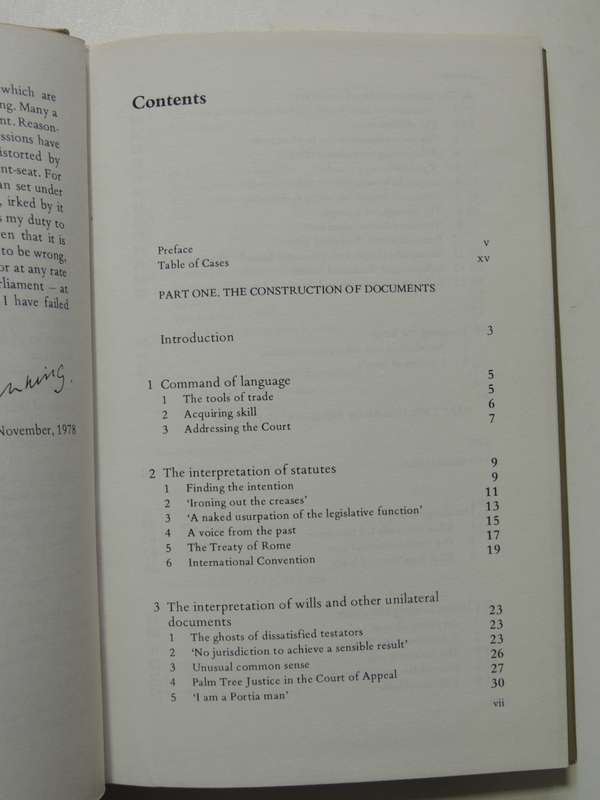 which are
ng. Many a
nt. Reason-
ssions have
istorted by
nt-seat. For
an set under
, irked by it
s my duty to
en that it is
to be wrong,
or at any rate
rliament – at
I have failed
November, 1978
Contents
Preface v
Table of Cases xv
PART ONE. THE CONSTRUCTION OF DOCUMENTS
Introduction 3
1 Command of language 5
1 The tools of trade 5
2 Acquiring skill 6
3 Addressing the Court 7
2 The interpretation of statutes 9
1 Finding the intention 9
2 ‘Ironing out the creases’ 11
3 ‘A naked usurpation of the legislative function’ 13
4 A voice from the past 15
5 The Treaty of Rome 17
6 International Convention 19
3 The interpretation of wills and other unilateral
documents 23
1 The ghosts of dissatisfied testators 23
2 ‘No jurisdiction to achieve a sensible result’ 23
3 Unusual common sense 26
4 Palm Tree Justice in the Court of Appeal 27
5 ‘I am a Portia man’ 30
vii